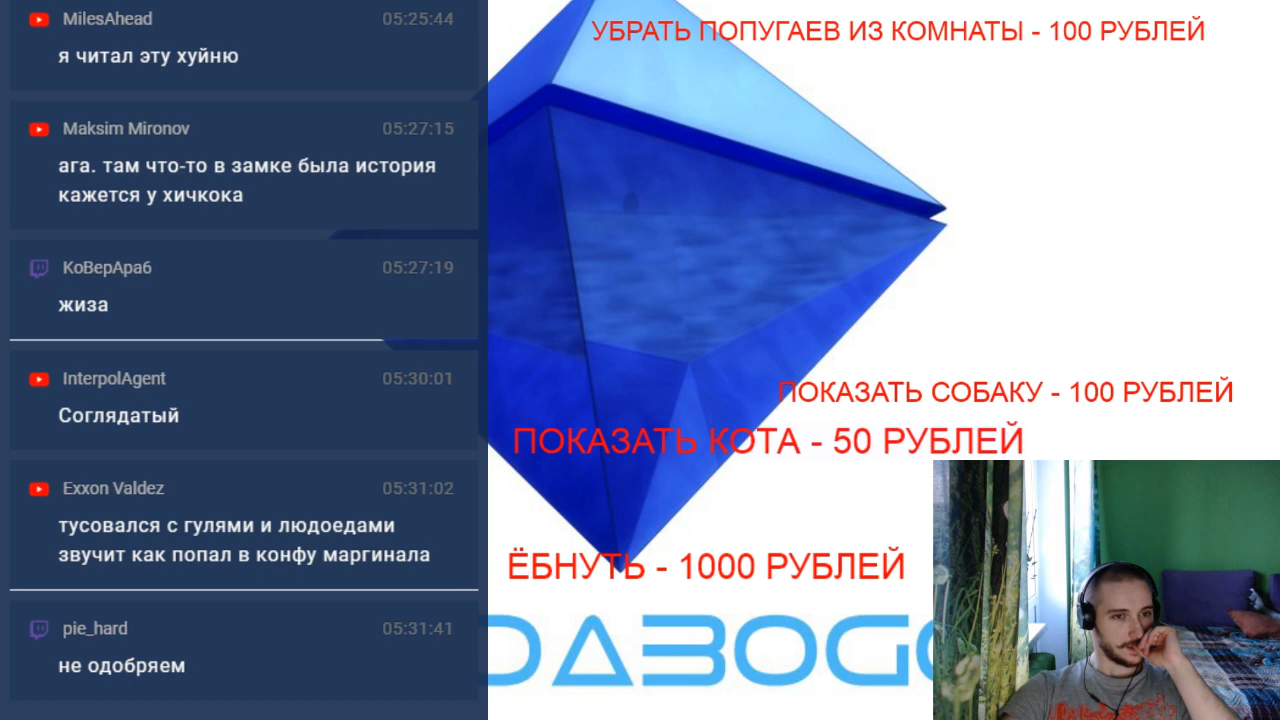 MilesAhead 05:25:44
я читал эту хуйню
Maksim Mironov 05:27:15
ага. там что-то в замке была история
кажется у хичкока
КоВерАра6 05:27:19
жиза
InterpolAgent 05:30:01
Соглядатый
Exxon Valdez 05:31:02
тусовался с гулями и людоедами
звучит как попал в конфу маргинала
pie_hard 05:31:41
не одобряем
УБРАТЬ ПОПУГАЕВ ИЗ КОМНАТЫ - 100 РУБЛЕЙ
ПОКАЗАТЬ СОБАКУ - 100 РУБЛЕЙ
ПОКАЗАТЬ КОТА - 50 РУБЛЕЙ
ЁБНУТЬ - 1000 РУБЛЕЙ